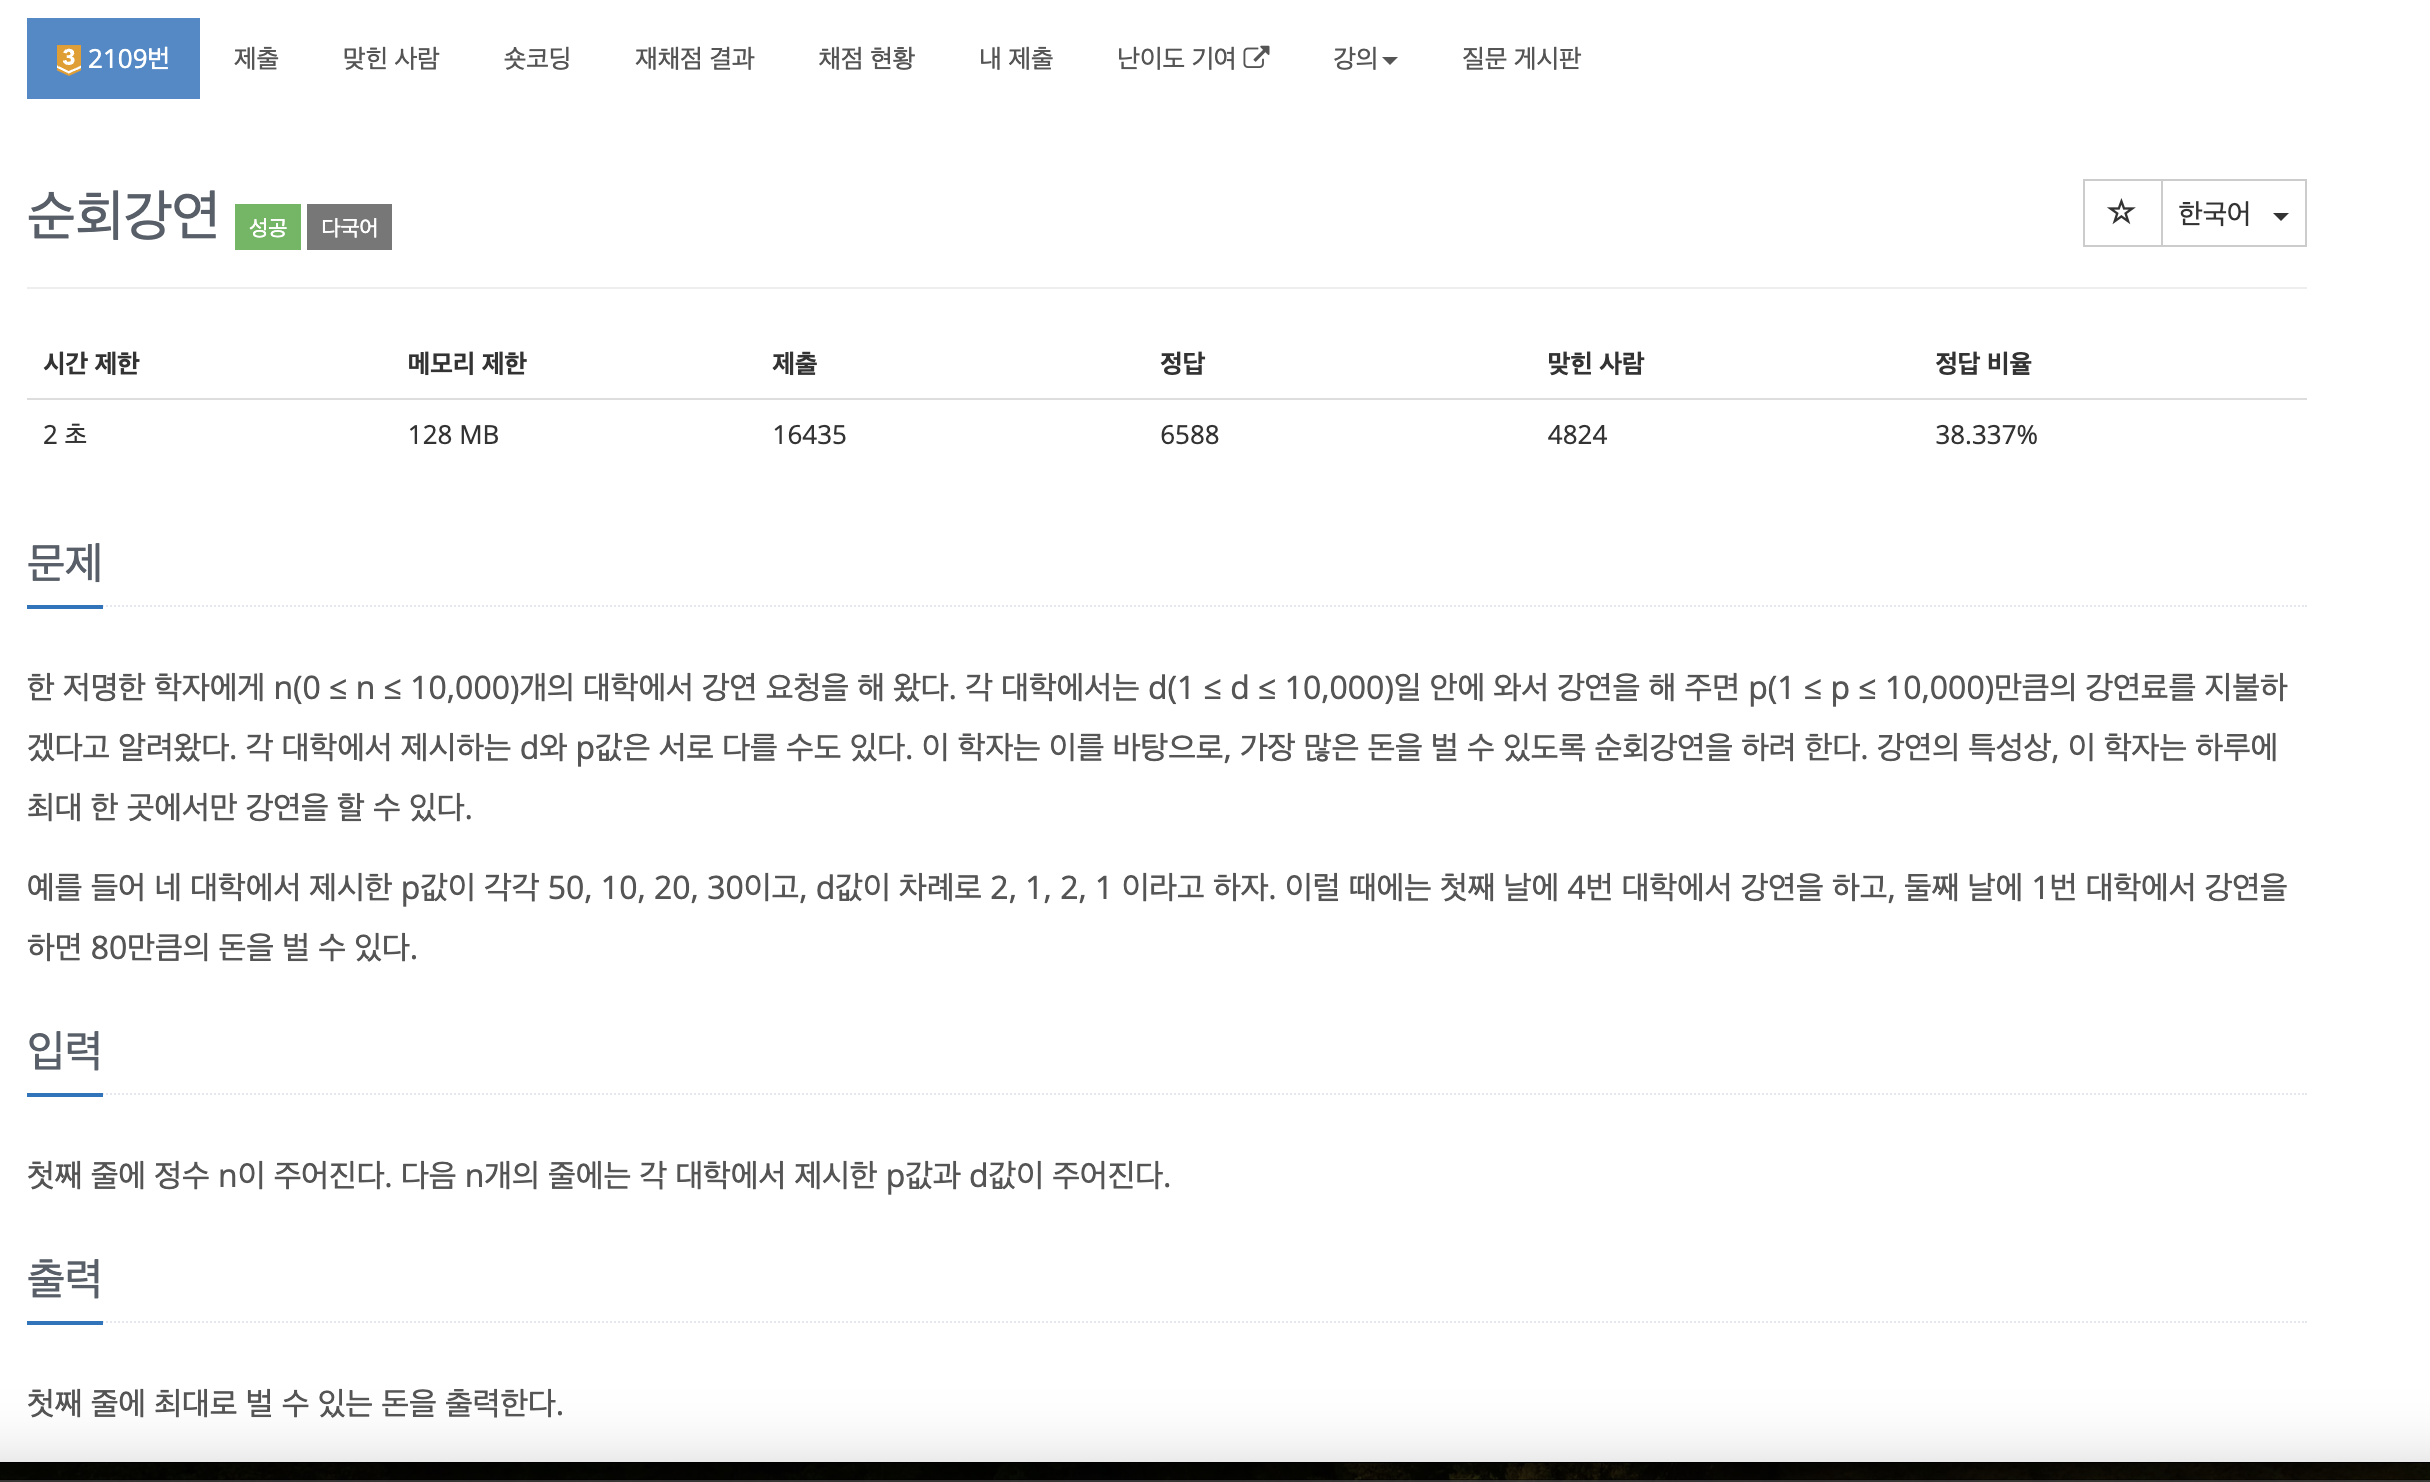 3 2109번 제출 맞힌 사람 숏코딩 재채점 결과 채점 현황 내 제출 난이도 기여 강의 질문 게시판
순회강연 성공 다국어 한국어
시간 제한 메모리 제한 제출 정답 맞힌 사람 정답 비율
2 초 128 MB 16435 6588 4824 38.337%
문제
한 저명한 학자에게 n(0 ≤ n ≤ 10,000)개의 대학에서 강연 요청을 해 왔다. 각 대학에서는 d(1 ≤ d ≤ 10,000)일 안에 와서 강연을 해 주면 p(1 ≤ p ≤ 10,000)만큼의 강연료를 지불하
겠다고 알려왔다. 각 대학에서 제시하는 d와 p값은 서로 다를 수도 있다. 이 학자는 이를 바탕으로, 가장 많은 돈을 벌 수 있도록 순회강연을 하려 한다. 강연의 특성상, 이 학자는 하루에
최대 한 곳에서만 강연을 할 수 있다.
예를 들어 네 대학에서 제시한 p값이 각각 50, 10, 20, 30이고, d값이 차례로 2, 1, 2, 1 이라고 하자. 이럴 때에는 첫째 날에 4번 대학에서 강연을 하고, 둘째 날에 1번 대학에서 강연을
하면 80만큼의 돈을 벌 수 있다.
입력
첫째 줄에 정수 n이 주어진다. 다음 n개의 줄에는 각 대학에서 제시한 p값과 d값이 주어진다.
출력
첫째 줄에 최대로 벌 수 있는 돈을 출력한다.